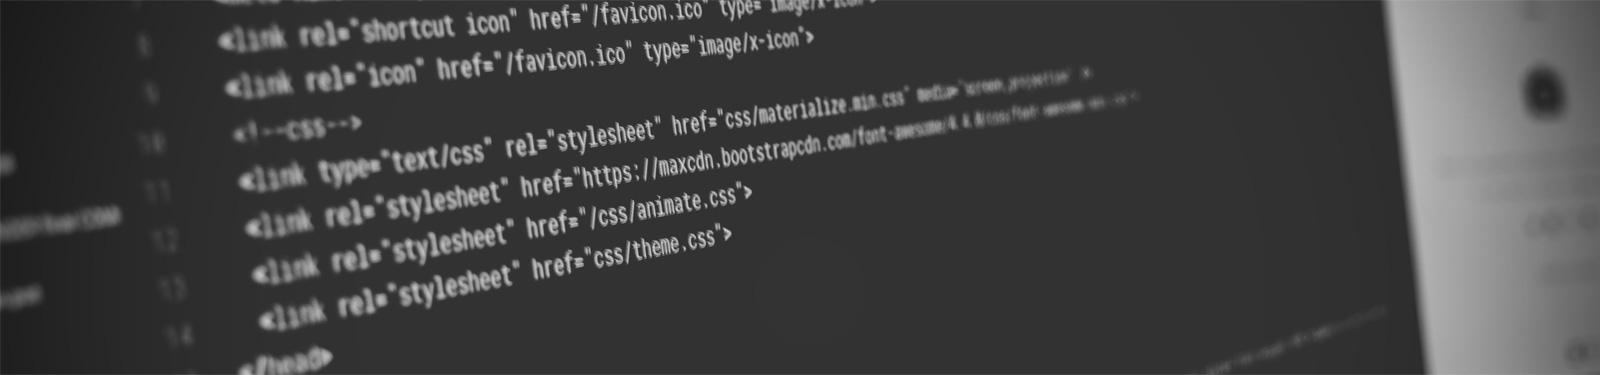 8 <link rel="shortcut icon" href="/favicon.ico" type="image/x-icon"
9 <link rel="icon" href="/favicon.ico" type="image/x-icon">
10 <!--css-->
11 <link type="text/css" rel="stylesheet" href="css/materialize.min.css" media="screen,projection" >
12 <link rel="stylesheet" href="https://maxcdn.bootstrapcdn.com/font-awesome/4.4.0/css/font-awesome.min.css">
13 <link rel="stylesheet" href="/css/animate.css">
14 <link rel="stylesheet" href="css/theme.css">
</head>